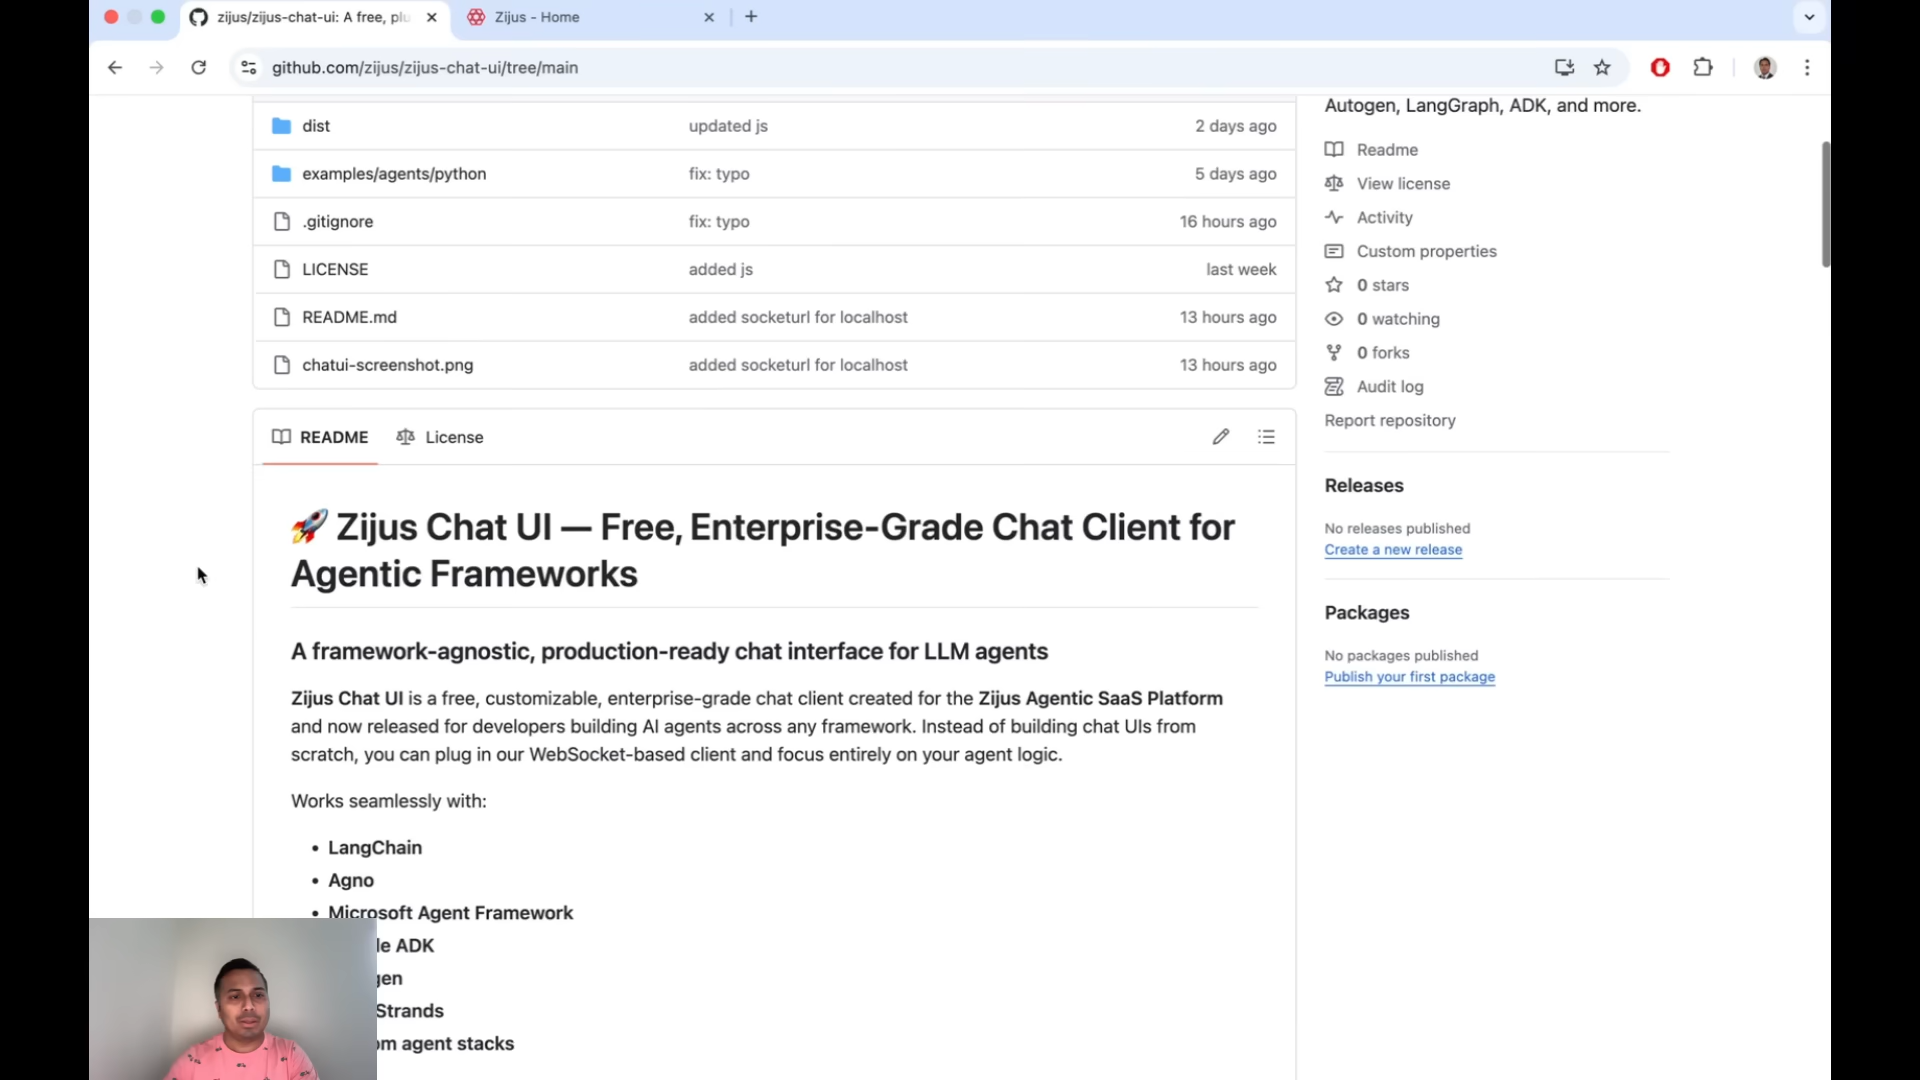 zijus/zijus-chat-ui: A free, plu
Zijus - Home
github.com/zijus/zijus-chat-ui/tree/main
dist updated js 2 days ago
examples/agents/python fix: typo 5 days ago
.gitignore fix: typo 16 hours ago
LICENSE added js last week
README.md added socketurl for localhost 13 hours ago
chatui-screenshot.png added socketurl for localhost 13 hours ago
README License
🚀 Zijus Chat UI — Free, Enterprise-Grade Chat Client for
Agentic Frameworks
A framework-agnostic, production-ready chat interface for LLM agents
Zijus Chat UI is a free, customizable, enterprise-grade chat client created for the Zijus Agentic SaaS Platform
and now released for developers building AI agents across any framework. Instead of building chat UIs from
scratch, you can plug in our WebSocket-based client and focus entirely on your agent logic.
Works seamlessly with:
• LangChain
• Agno
• Microsoft Agent Framework
le ADK
gen
Strands
om agent stacks
Autogen, LangGraph, ADK, and more.
Readme
View license
Activity
Custom properties
0 stars
0 watching
0 forks
Audit log
Report repository
Releases
No releases published
Create a new release
Packages
No packages published
Publish your first package